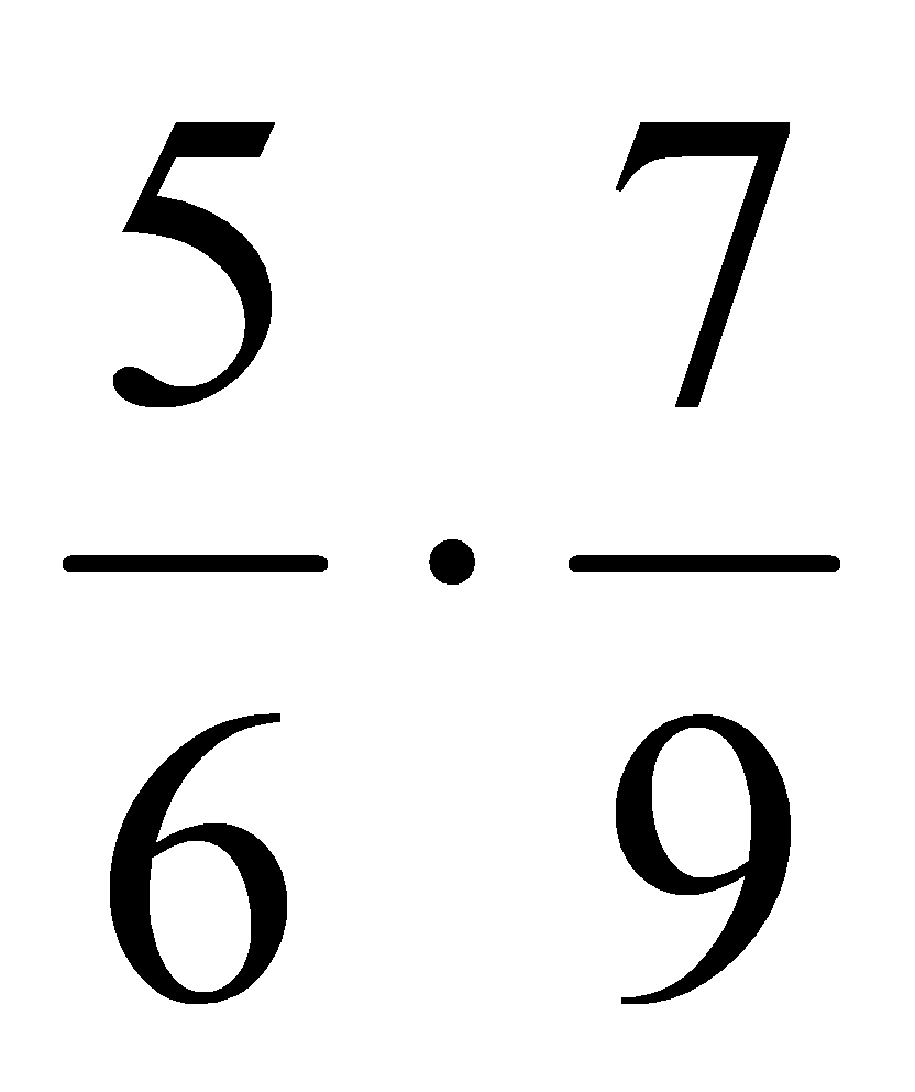 5 7
— · —
6 9